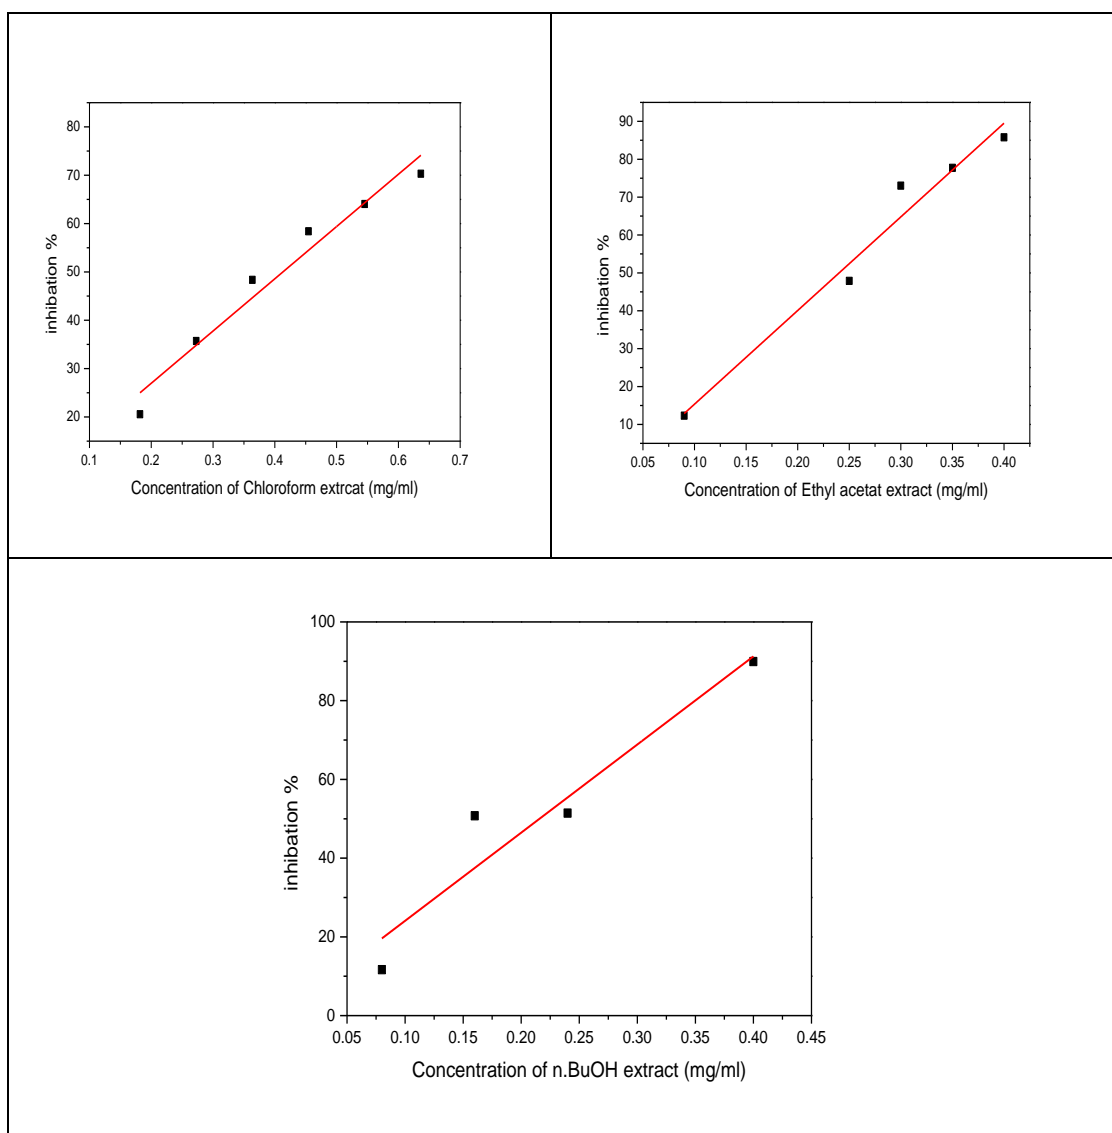 80
70
60
50
40
30
20
0.1 0.2 0.3 0.4 0.5 0.6 0.7
inhibation %
Concentration of Chloroform extrcat (mg/ml)
90
80
70
60
50
40
30
20
10
0.05 0.10 0.15 0.20 0.25 0.30 0.35 0.40
inhibation %
Concentration of Ethyl acetat extract (mg/ml)
100
80
60
40
20
0
0.05 0.10 0.15 0.20 0.25 0.30 0.35 0.40 0.45
inhibation %
Concentration of n.BuOH extract (mg/ml)